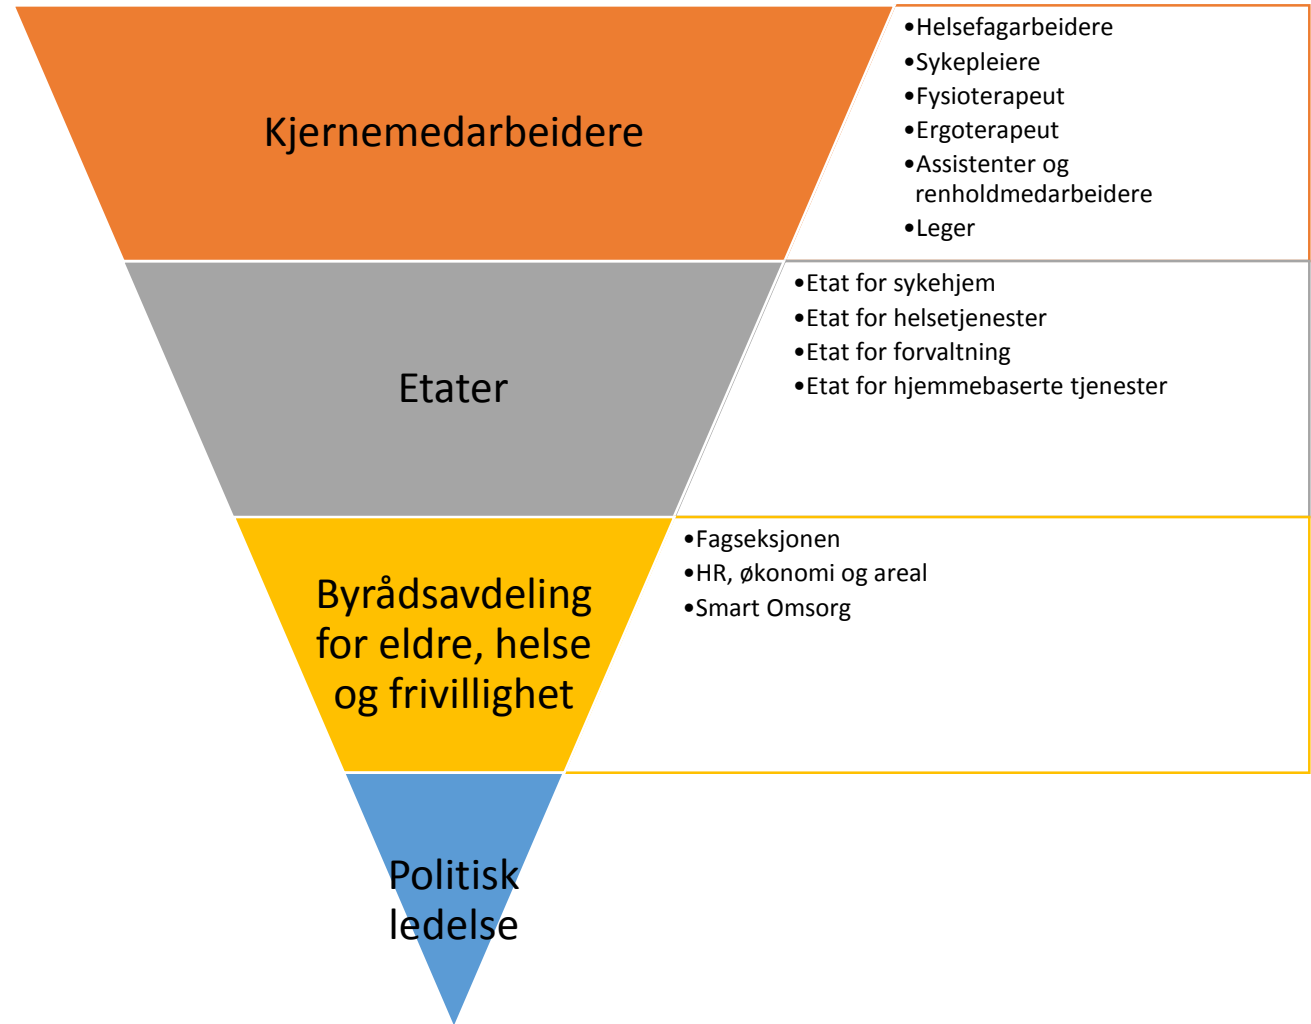 Kjernemedarbeidere
•Helsefagarbeidere
•Sykepleiere
•Fysioterapeut
•Ergoterapeut
•Assistenter og
renholdmedarbeidere
•Leger
Etater
•Etat for sykehjem
•Etat for helsetjenester
•Etat for forvaltning
•Etat for hjemmebaserte tjenester
Byrådsavdeling
for eldre, helse
og frivillighet
•Fagseksjonen
•HR, økonomi og areal
•Smart Omsorg
Politisk
ledelse